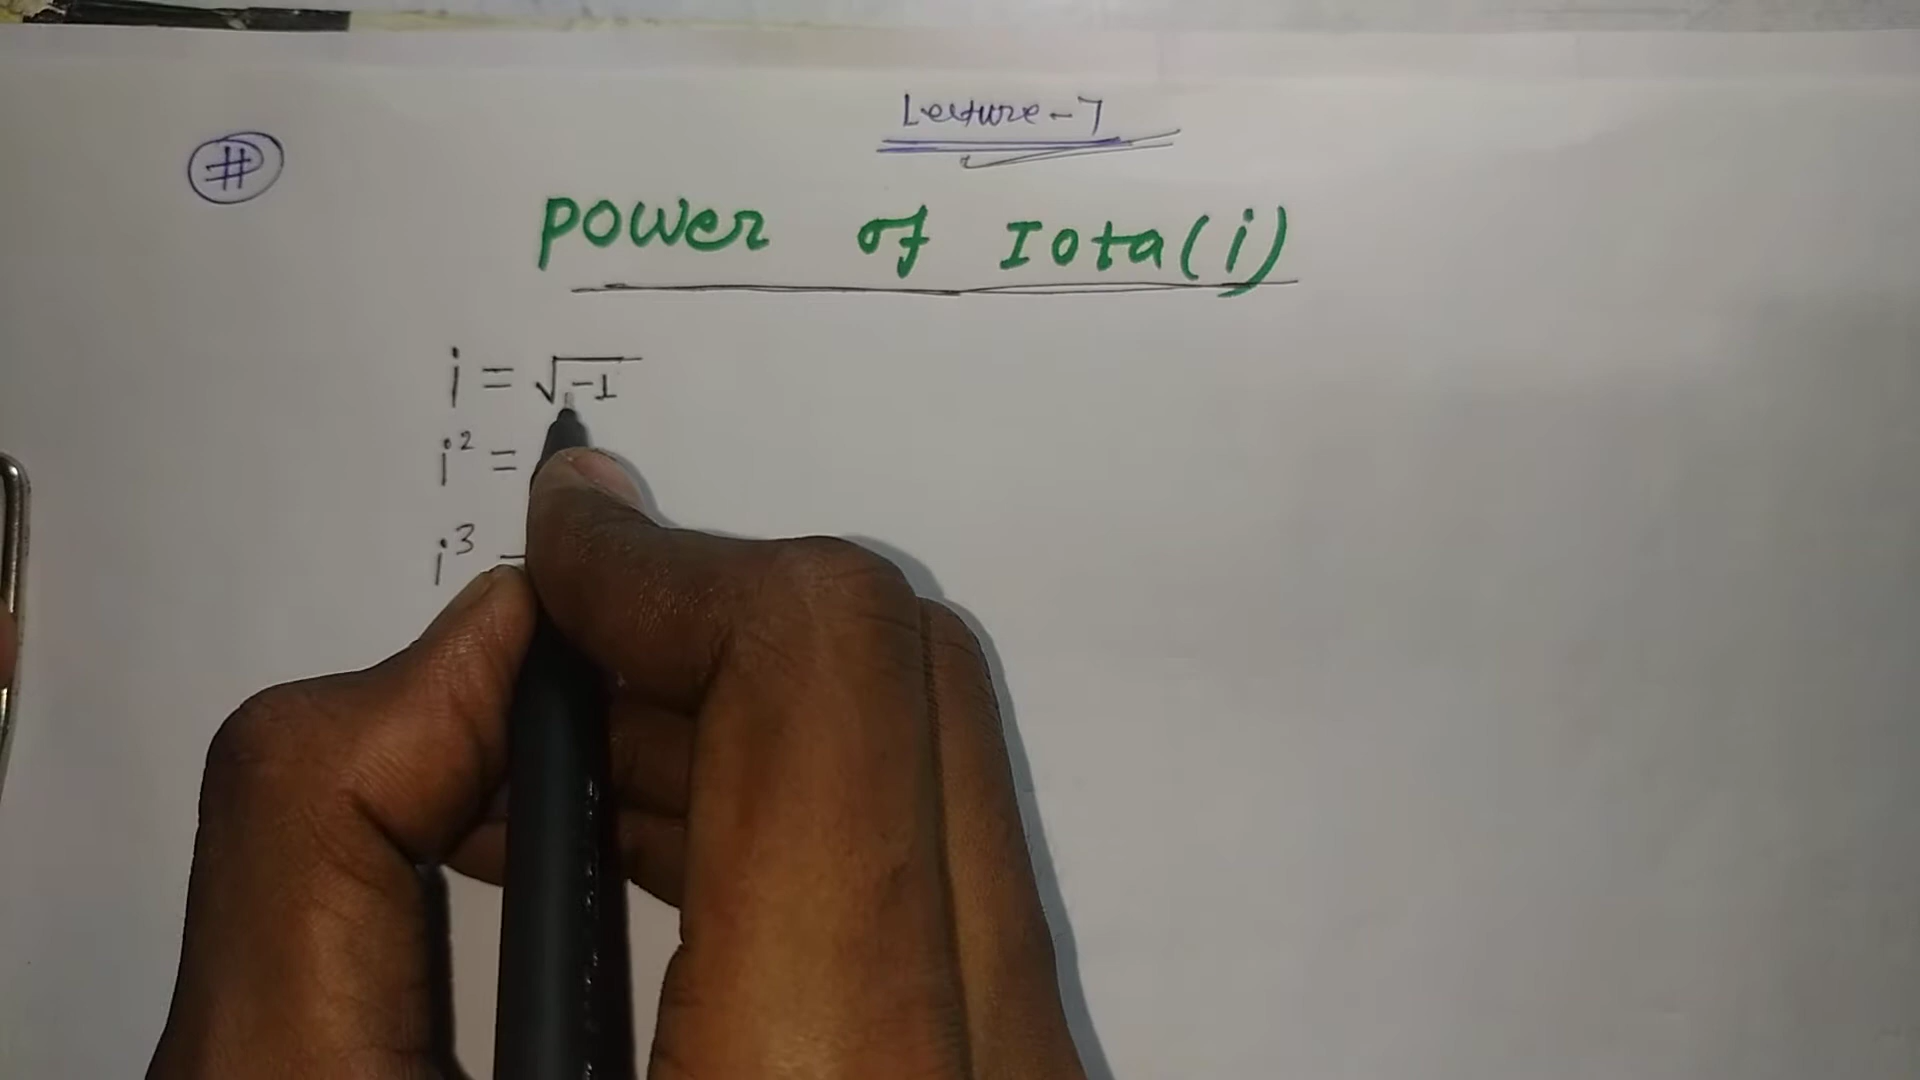 Lecture-7
#
Power of Iota(i)
i = √-1
i² =
i³